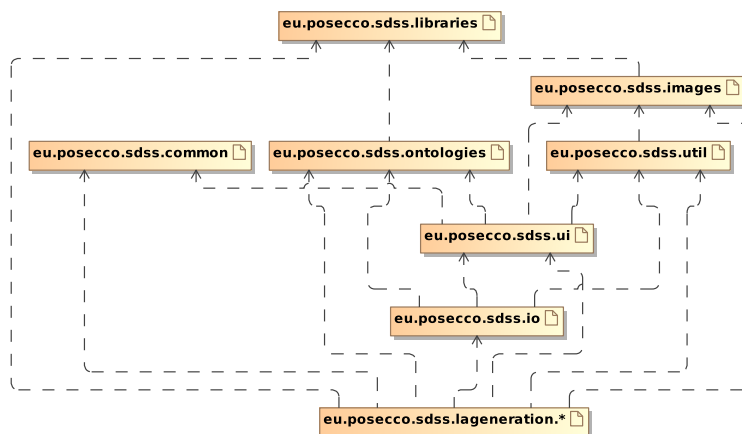 eu.posecco.sdss.libraries
eu.posecco.sdss.images
eu.posecco.sdss.common
eu.posecco.sdss.ontologies
eu.posecco.sdss.util
eu.posecco.sdss.ui
eu.posecco.sdss.io
eu.posecco.sdss.lageneration.*